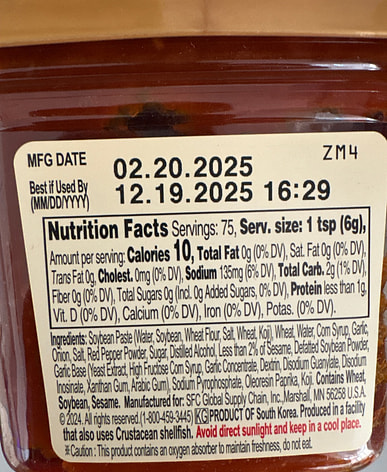 MFG DATE 02.20.2025 ZM4
Best if Used By
(MM/DD/YYYY) 12.19.2025 16:29
Nutrition Facts Servings: 75, Serv. size: 1 tsp (6g),
Amount per serving: Calories 10, Total Fat 0g (0% DV), Sat. Fat 0g (0% DV),
Trans Fat 0g, Cholest. 0mg (0% DV), Sodium 135mg (6% DV), Total Carb. 2g (1% DV),
Fiber 0g (0% DV), Total Sugars 0g (Incl. 0g Added Sugars, 0% DV), Protein less than 1g,
Vit. D (0% DV), Calcium (0% DV), Iron (0% DV), Potas. (0% DV).
Ingredients: Soybean Paste (Water, Soybean, Wheat Flour, Salt, Wheat, Koji), Wheat, Water, Corn Syrup, Garlic,
Onion, Salt, Red Pepper Powder, Sugar, Distilled Alcohol, Less than 2% of Sesame, Defatted Soybean Powder,
Garlic Base (Yeast Extract, High Fructose Corn Syrup, Garlic Concentrate, Dextrin, Disodium Guanylate, Disodium
Inosinate, Xanthan Gum, Arabic Gum), Sodium Pyrophosphate, Oleoresin Paprika, Koji. Contains Wheat,
Soybean, Sesame. Manufactured for: SFC Global Supply Chain, Inc., Marshall, MN 56258 U.S.A.
© 2024. All rights reserved.(1-800-459-3445) KG PRODUCT OF South Korea. Produced in a facility
that also uses Crustacean shellfish. Avoid direct sunlight and keep in a cool place.
※Caution : This product contains an oxygen absorber to maintain freshness, do not eat.